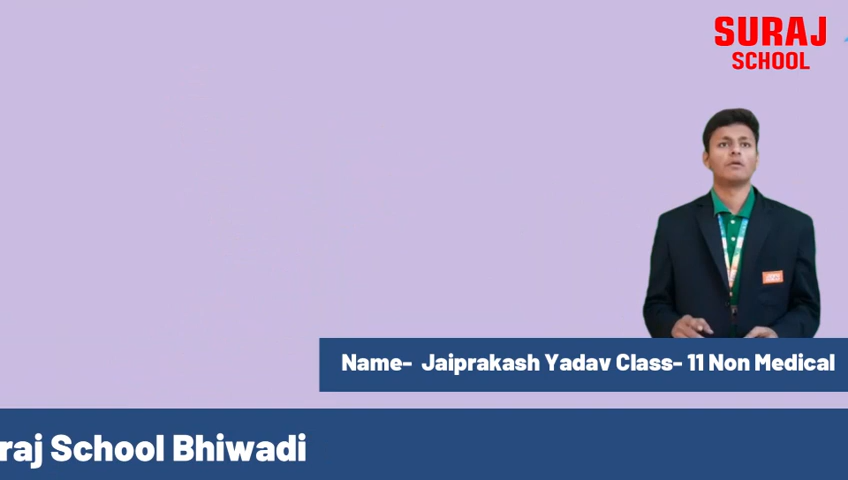 SURAJ
SCHOOL
Name- Jaiprakash Yadav Class- 11 Non Medical
raj School Bhiwadi